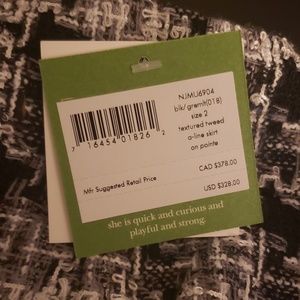 NJMU6904
blk/ gramht(018)
size 2
textured tweed
a-line skirt
on pointe
7 16454 01826 2
Mfr Suggested Retail Price
CAD $378.00
USD $328.00
she is quick and curious and
playful and strong.